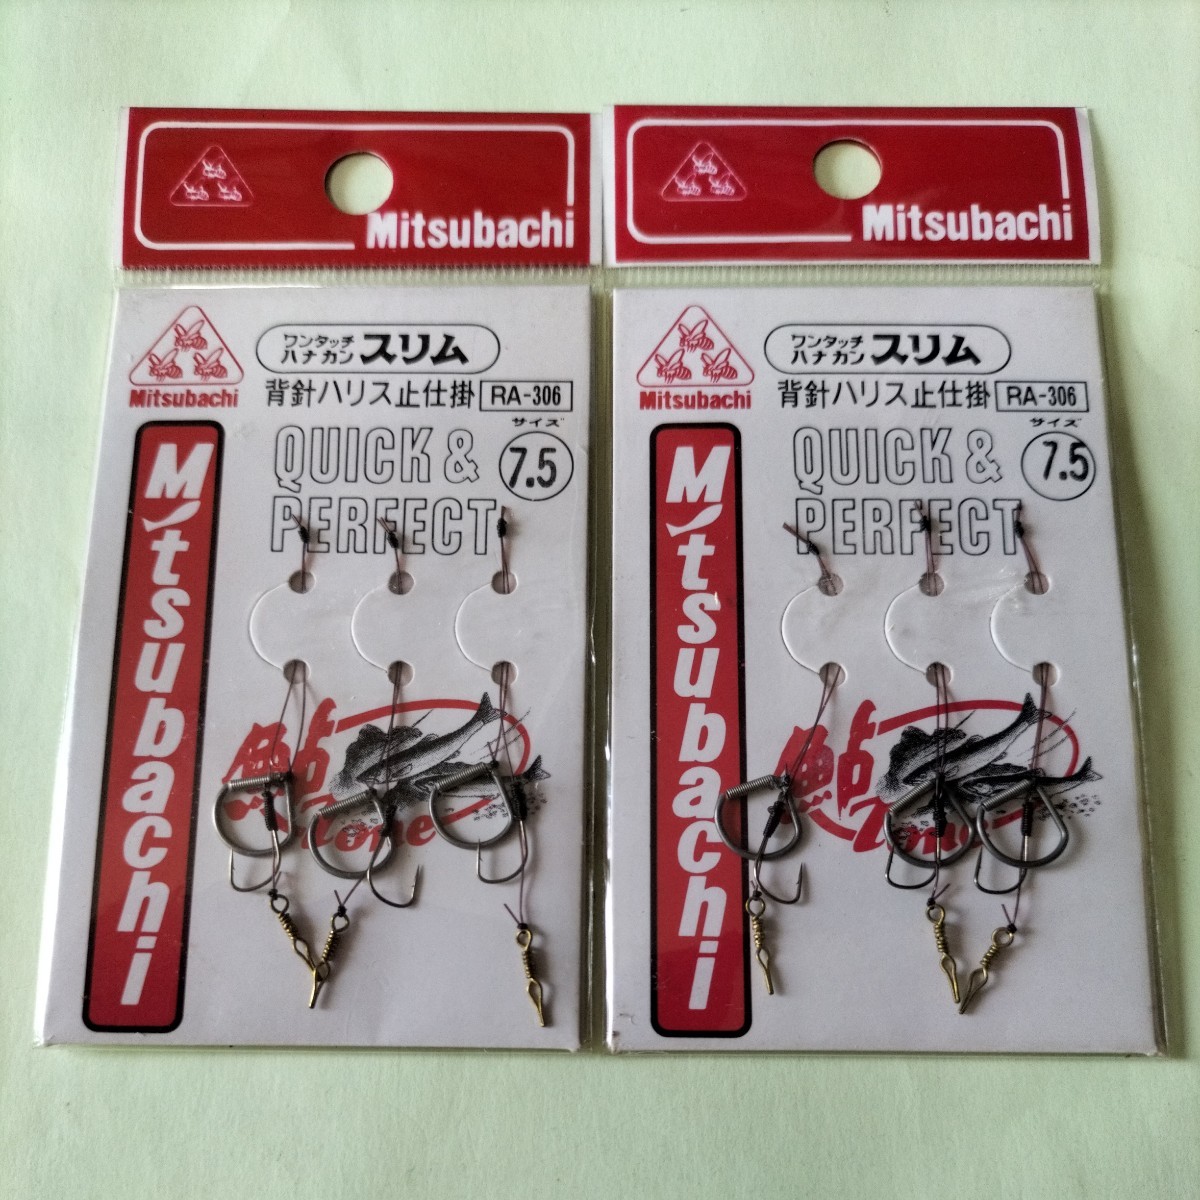 Mitsubachi
Mitsubachi
ワンタッチ
ハナカン スリム
Mitsubachi
背針ハリス止仕掛 RA-306
サイズ
7.5
QUICK &
PERFECT
Mitsubachi
鮎
Zone
ワンタッチ
ハナカン スリム
Mitsubachi
背針ハリス止仕掛 RA-306
サイズ
7.5
QUICK &
PERFECT
Mitsubachi
鮎
Zone